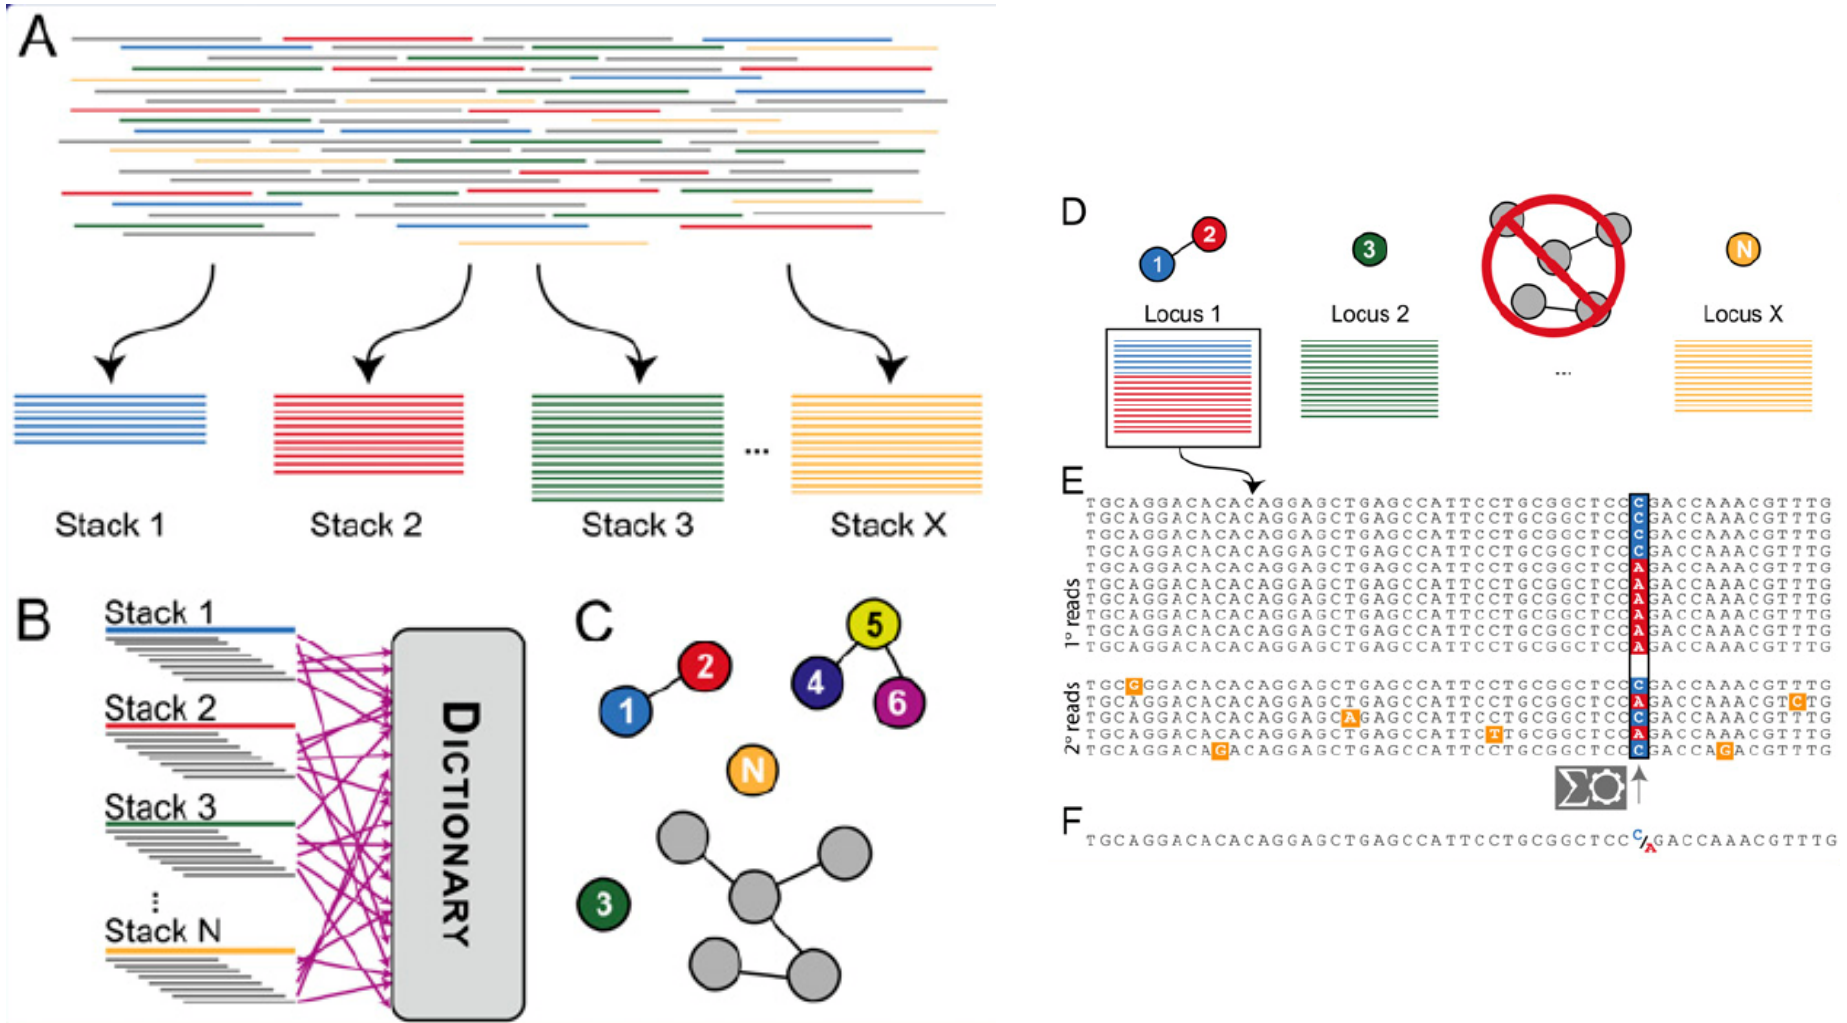 A
Stack 1
Stack 2
Stack 3
...
Stack X
B
Stack 1
Stack 2
Stack 3
...
Stack N
DICTIONARY
C
1
2
5
4
6
N
3
D
1
2
3
N
Locus 1
Locus 2
...
Locus X
E
1° reads
TGCAGGACACACAGGAGCTGAGCCATTCCTGCGGCTCCCGACCAAACGTTTG
TGCAGGACACACAGGAGCTGAGCCATTCCTGCGGCTCCCGACCAAACGTTTG
TGCAGGACACACAGGAGCTGAGCCATTCCTGCGGCTCCCGACCAAACGTTTG
TGCAGGACACACAGGAGCTGAGCCATTCCTGCGGCTCCCGACCAAACGTTTG
TGCAGGACACACAGGAGCTGAGCCATTCCTGCGGCTCCAGACCAAACGTTTG
TGCAGGACACACAGGAGCTGAGCCATTCCTGCGGCTCCAGACCAAACGTTTG
TGCAGGACACACAGGAGCTGAGCCATTCCTGCGGCTCCAGACCAAACGTTTG
TGCAGGACACACAGGAGCTGAGCCATTCCTGCGGCTCCAGACCAAACGTTTG
TGCAGGACACACAGGAGCTGAGCCATTCCTGCGGCTCCAGACCAAACGTTTG
TGCAGGACACACAGGAGCTGAGCCATTCCTGCGGCTCCAGACCAAACGTTTG
2° reads
TGCGGGACACACAGGAGCTGAGCCATTCCTGCGGCTCCCGACCAAACGTTTG
TGCAGGACACACAGGAGCTGAGCCATTCCTGCGGCTCCAGACCAAACGTCTG
TGCAGGACACACAGGAGCAGAGCCATTCCTGCGGCTCCCGACCAAACGTTTG
TGCAGGACACACAGGAGCTGAGCCATTCTTGCGGCTCCAGACCAAACGTTTG
TGCAGGACAGACAGGAGCTGAGCCATTCCTGCGGCTCCCGACCAGACGTTTG
Σ
F
TGCAGGACACACAGGAGCTGAGCCATTCCTGCGGCTCCC/AGACCAAACGTTTG